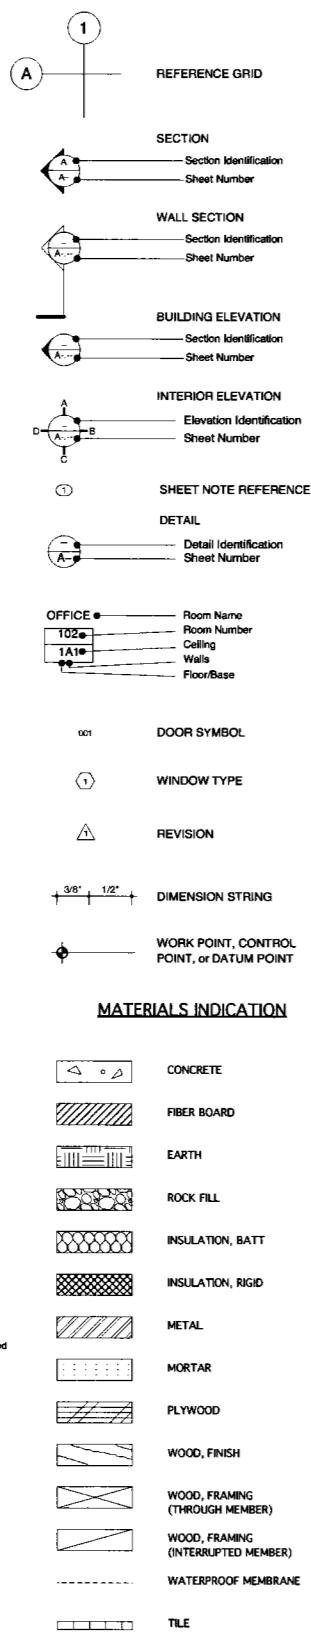 1
A
REFERENCE GRID
SECTION
A
Section Identification
A-
Sheet Number
WALL SECTION
-
Section Identification
A-.--
Sheet Number
BUILDING ELEVATION
-
Section Identification
A-.--
Sheet Number
INTERIOR ELEVATION
A
Elevation Identification
D - B
A-.--
Sheet Number
C
1
SHEET NOTE REFERENCE
DETAIL
-
Detail Identification
A-
Sheet Number
OFFICE
Room Name
102
Room Number
1A1
Ceiling
Walls
Floor/Base
001
DOOR SYMBOL
1
WINDOW TYPE
1
REVISION
3/8" 1/2"
DIMENSION STRING
WORK POINT, CONTROL
POINT, or DATUM POINT
MATERIALS INDICATION
CONCRETE
FIBER BOARD
EARTH
ROCK FILL
INSULATION, BATT
INSULATION, RIGID
METAL
ed
MORTAR
PLYWOOD
WOOD, FINISH
WOOD, FRAMING
(THROUGH MEMBER)
WOOD, FRAMING
(INTERRUPTED MEMBER)
WATERPROOF MEMBRANE
TILE